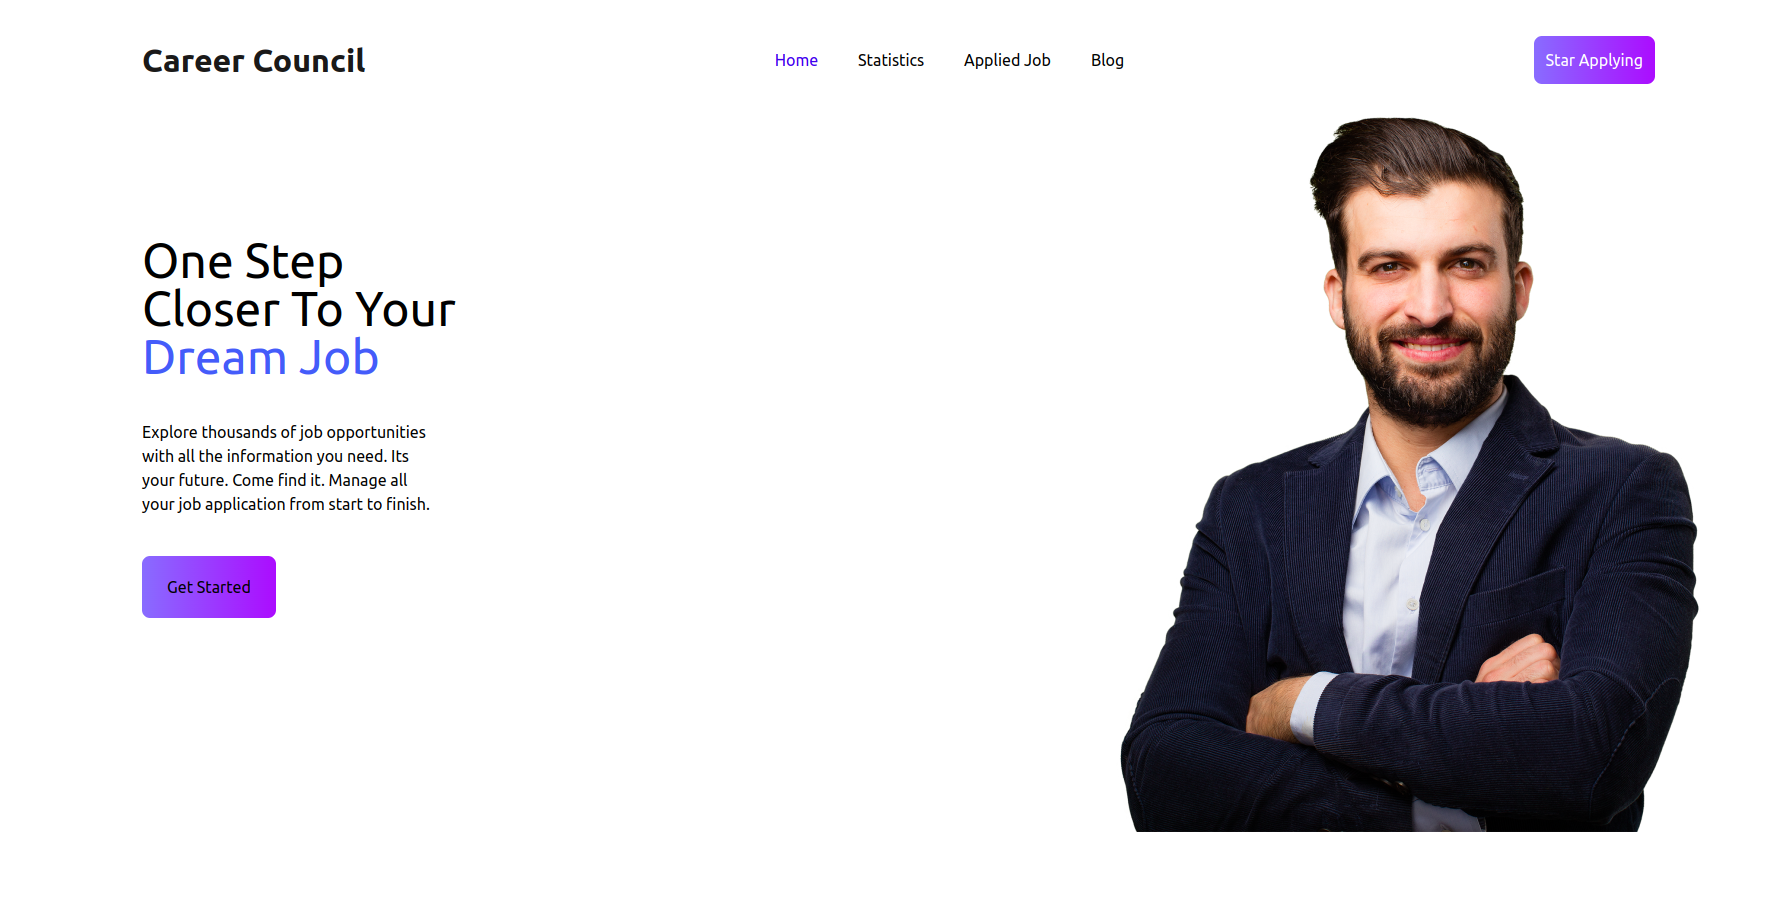 Career Council
Home Statistics Applied Job Blog
Star Applying
One Step
Closer To Your
Dream Job
Explore thousands of job opportunities
with all the information you need. Its
your future. Come find it. Manage all
your job application from start to finish.
Get Started